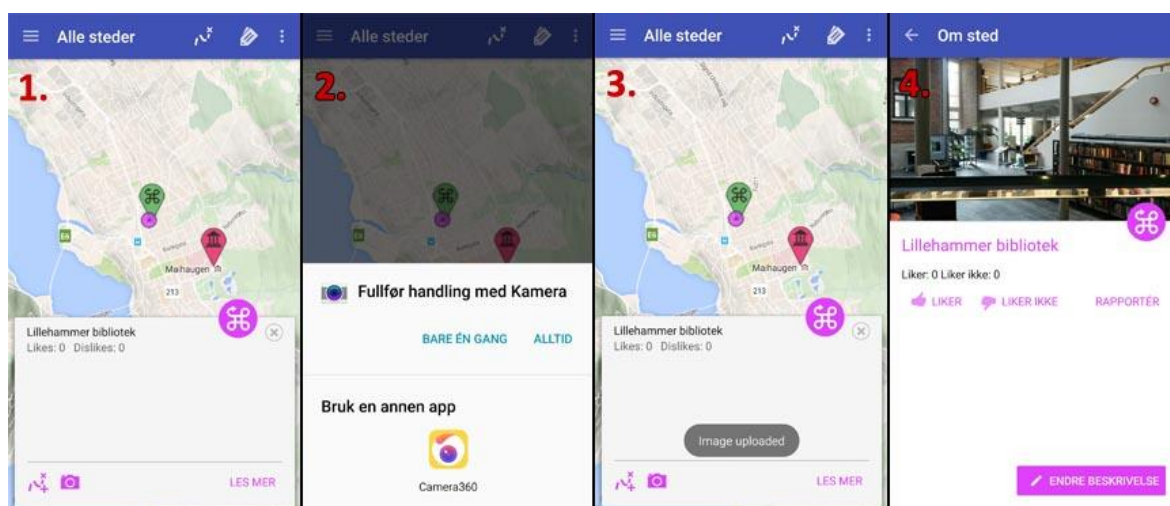 Alle steder
1.
E6
Maihaugen
213
Lillehammer bibliotek
Likes: 0 Dislikes: 0
LES MER
Alle steder
2.
Fullfør handling med Kamera
BARE ÉN GANG ALLTID
Bruk en annen app
Camera360
Alle steder
3.
E6
Maihaugen
213
Lillehammer bibliotek
Likes: 0 Dislikes: 0
Image uploaded
LES MER
Om sted
4.
Lillehammer bibliotek
Liker: 0 Liker ikke: 0
LIKER LIKER IKKE RAPPORTÉR
ENDRE BESKRIVELSE